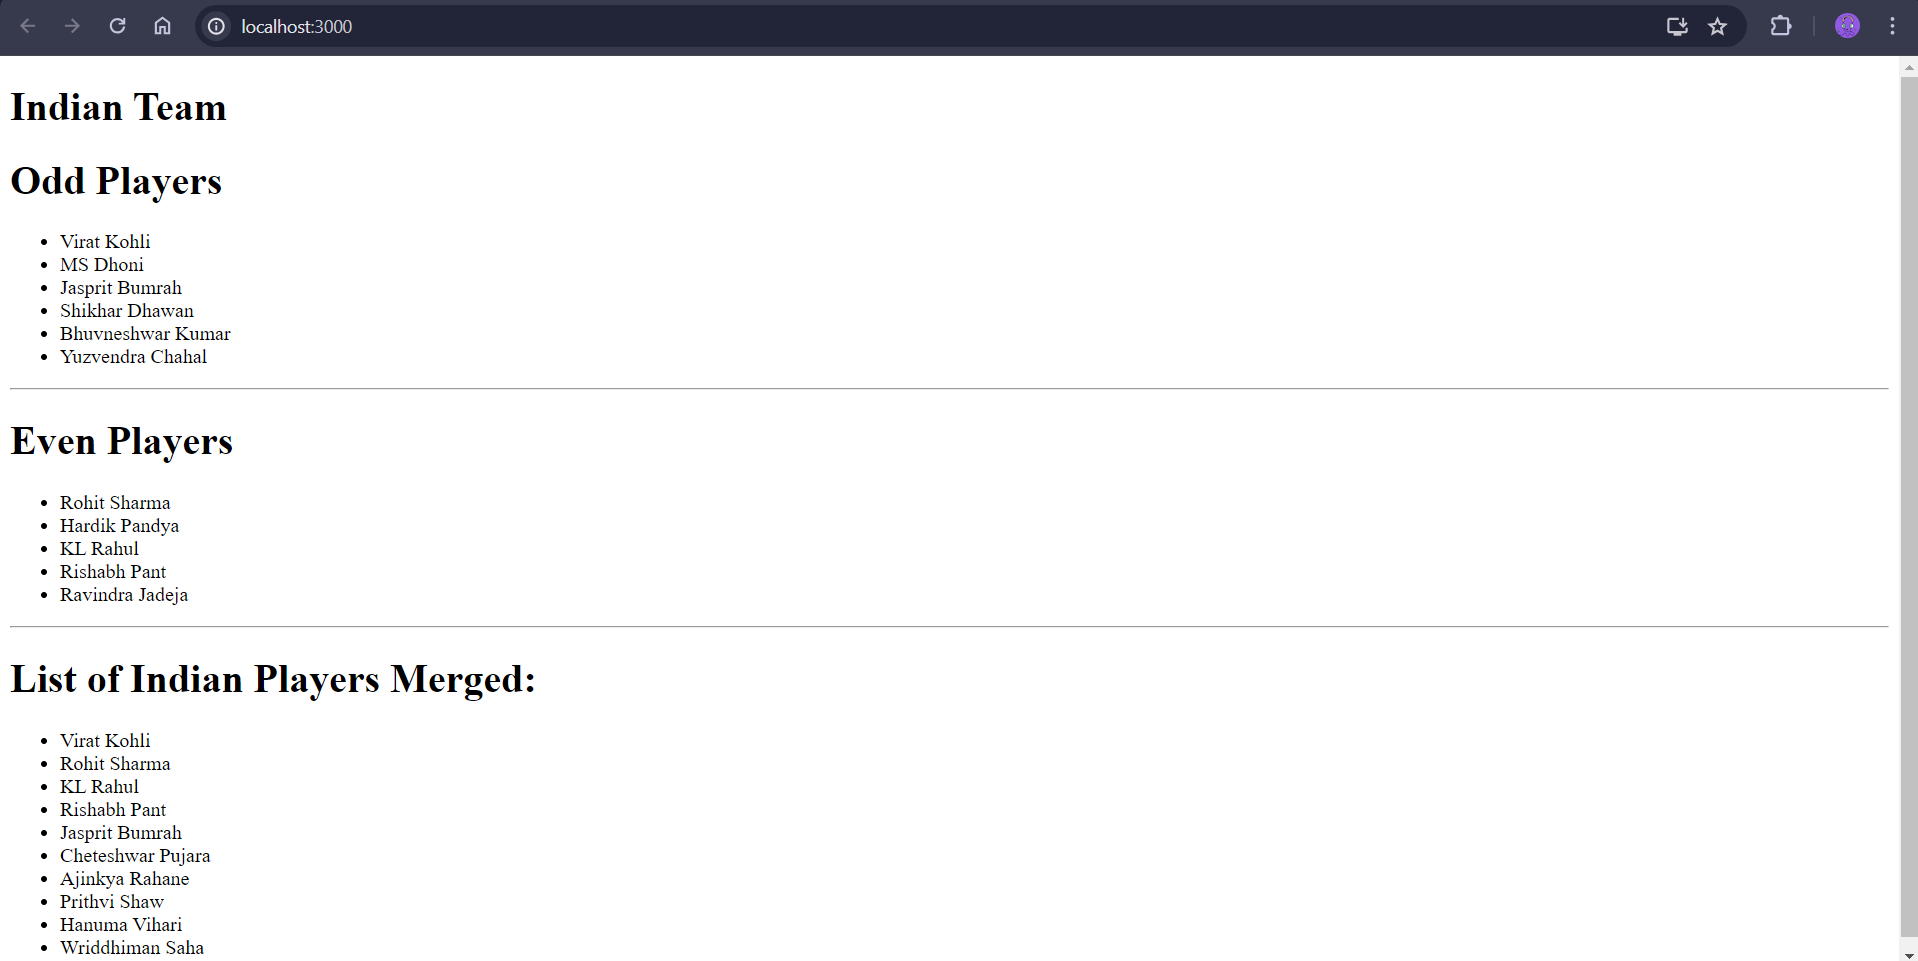 localhost:3000
Indian Team
Odd Players
Virat Kohli
MS Dhoni
Jasprit Bumrah
Shikhar Dhawan
Bhuvneshwar Kumar
Yuzvendra Chahal
Even Players
Rohit Sharma
Hardik Pandya
KL Rahul
Rishabh Pant
Ravindra Jadeja
List of Indian Players Merged:
Virat Kohli
Rohit Sharma
KL Rahul
Rishabh Pant
Jasprit Bumrah
Cheteshwar Pujara
Ajinkya Rahane
Prithvi Shaw
Hanuma Vihari
Wriddhiman Saha